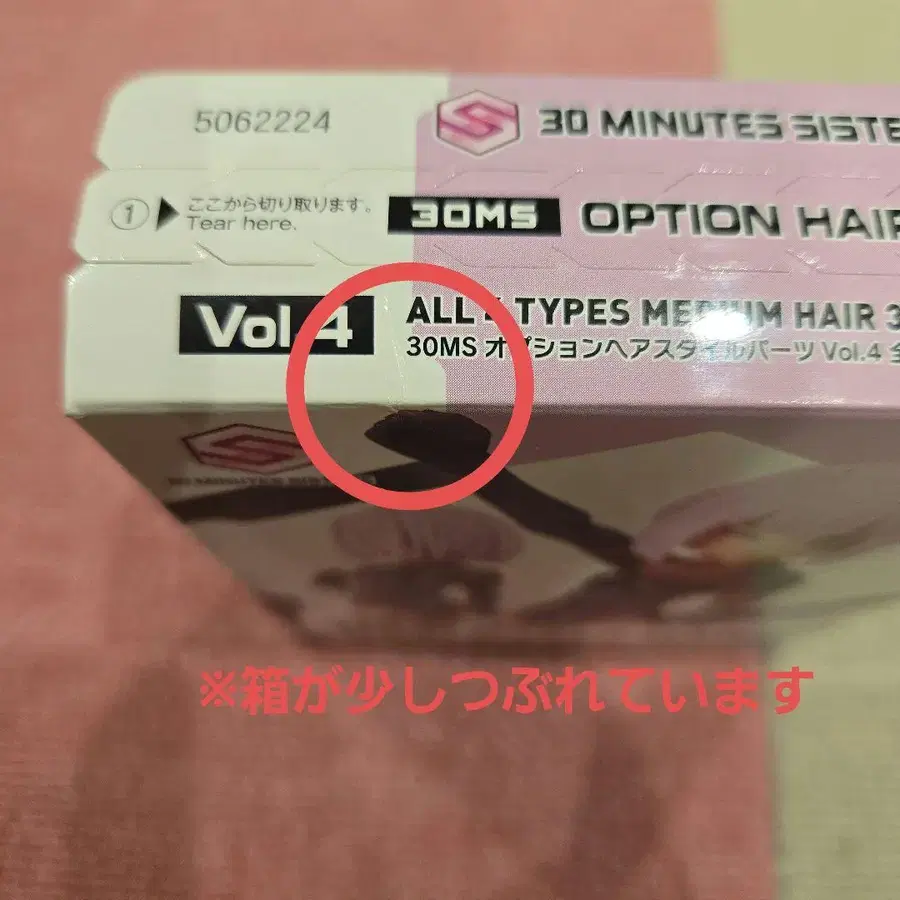 5062224
30 MINUTES SISTE
① ▶ ここから切り取ります。
Tear here.
30MS OPTION HAIR
Vol.4
ALL 4 TYPES MEDIUM HAIR 3
30MS オプションヘアスタイルパーツ Vol.4 全
30 MINUTES SISTERS
※箱が少しつぶれています